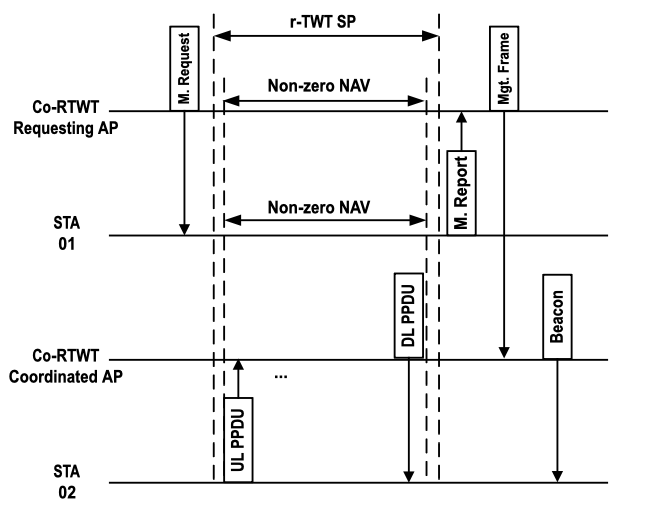 r-TWT SP
M. Request
Mgt. Frame
Non-zero NAV
Co-RTWT
Requesting AP
M. Report
Non-zero NAV
STA
01
DL PPDU
Beacon
Co-RTWT
Coordinated AP
...
UL PPDU
STA
02